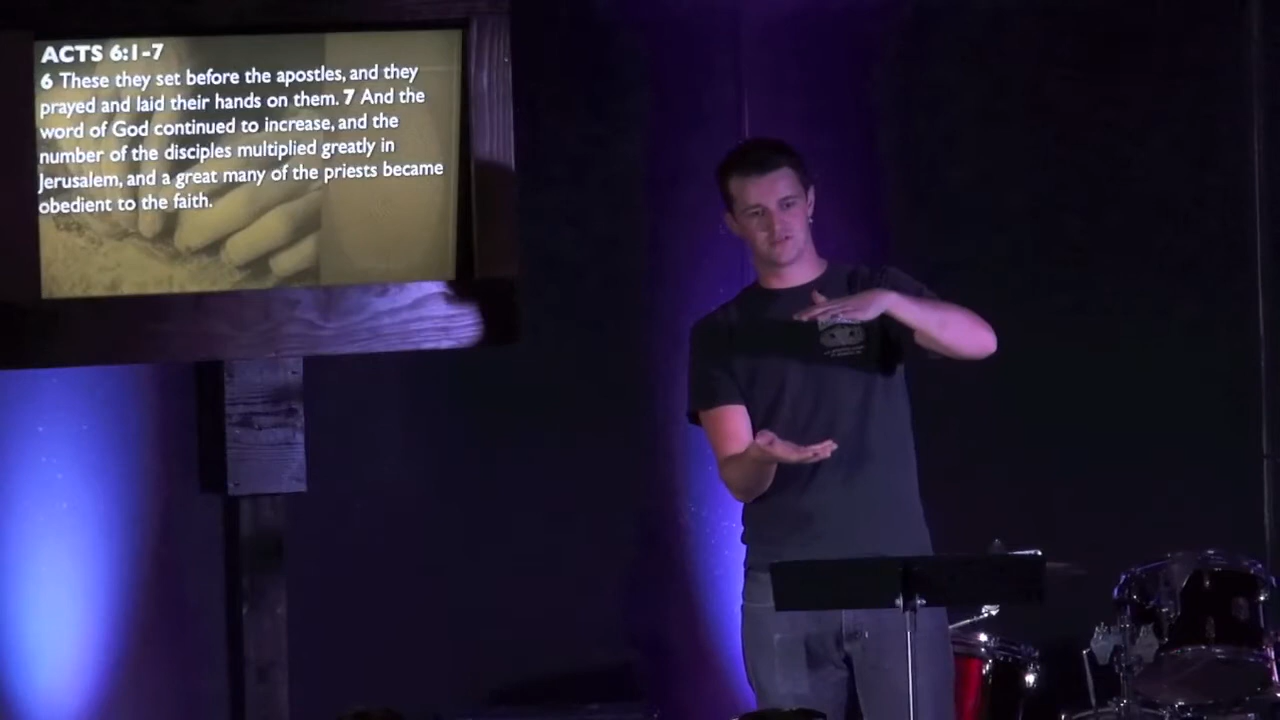 ACTS 6:1-7
6 These they set before the apostles, and they
prayed and laid their hands on them. 7 And the
word of God continued to increase, and the
number of the disciples multiplied greatly in
Jerusalem, and a great many of the priests became
obedient to the faith.